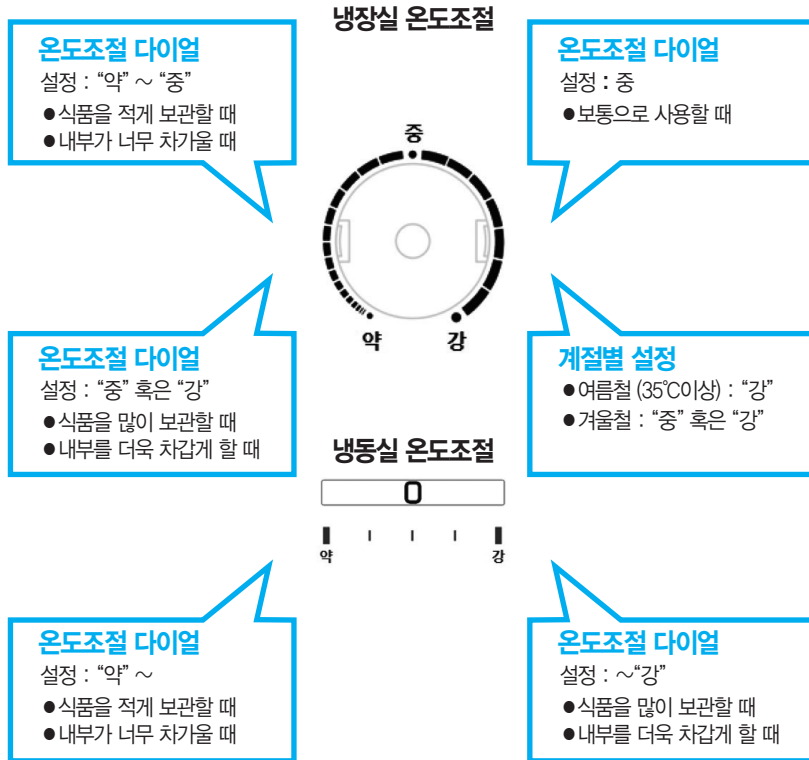 냉장실 온도조절
온도조절 다이얼
설정 : “약” ～ “중”
●식품을 적게 보관할 때
●내부가 너무 차가울 때
온도조절 다이얼
설정 : 중
●보통으로 사용할 때
중
약
강
온도조절 다이얼
설정 : “중” 혹은 “강”
●식품을 많이 보관할 때
●내부를 더욱 차갑게 할 때
계절별 설정
●여름철 (35℃이상) : “강”
●겨울철 : “중” 혹은 “강”
냉동실 온도조절
약
강
온도조절 다이얼
설정 : “약” ～
●식품을 적게 보관할 때
●내부가 너무 차가울 때
온도조절 다이얼
설정 : ～“강”
●식품을 많이 보관할 때
●내부를 더욱 차갑게 할 때